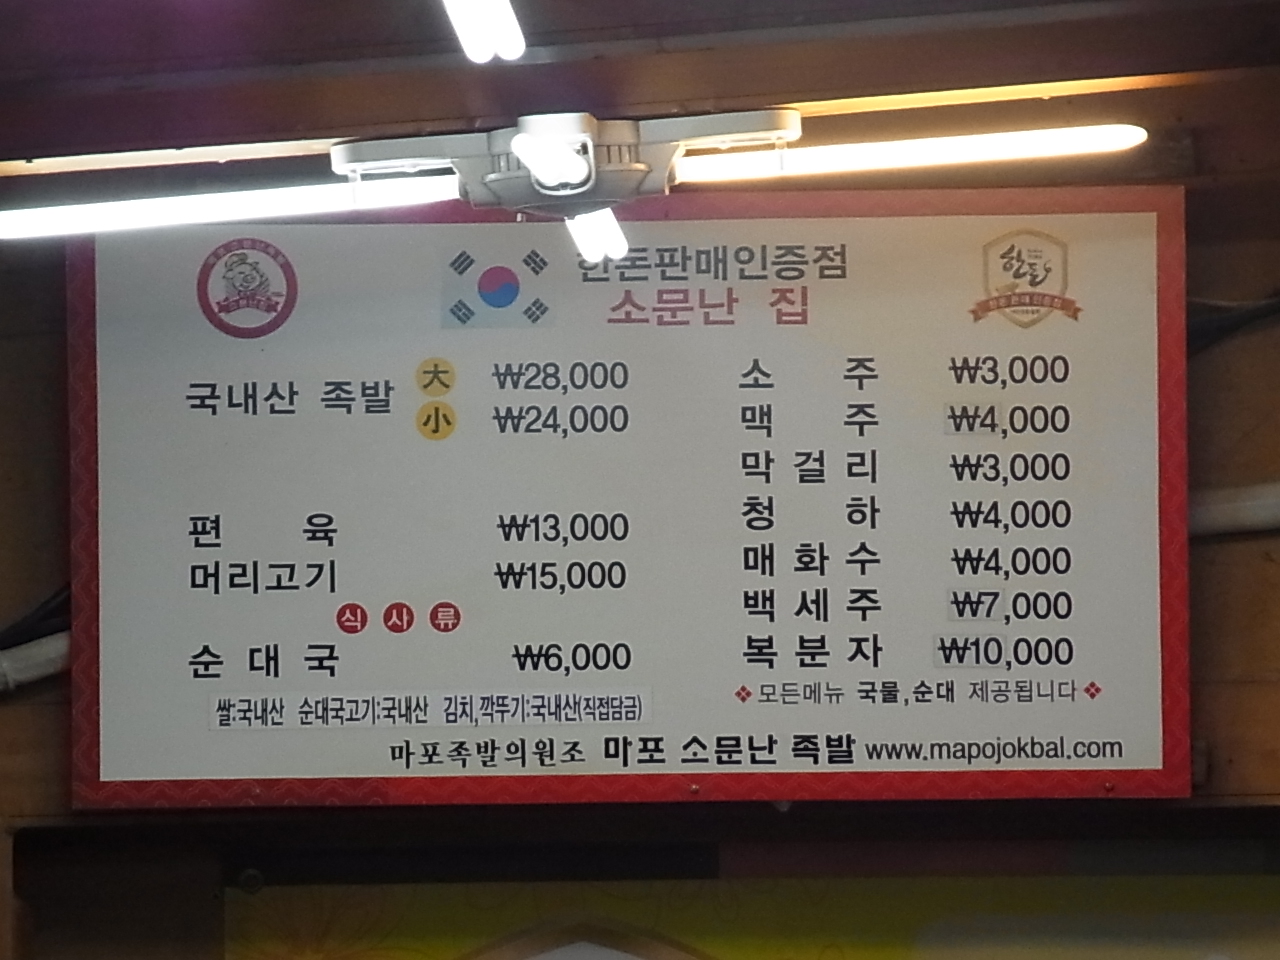 한돈판매인증점
소문난 집
한돈
소문난집
국내산 족발 大 ₩28,000
小 ₩24,000
편 육 ₩13,000
머리고기 ₩15,000
식사류
순대국 ₩6,000
쌀:국내산 순대국고기:국내산 김치,깍뚜기:국내산(직접담금)
소 주 ₩3,000
맥 주 ₩4,000
막걸리 ₩3,000
청 하 ₩4,000
매화수 ₩4,000
백세주 ₩7,000
복분자 ₩10,000
❖모든메뉴 국물,순대 제공됩니다❖
마포족발의원조 마포 소문난 족발 www.mapojokbal.com